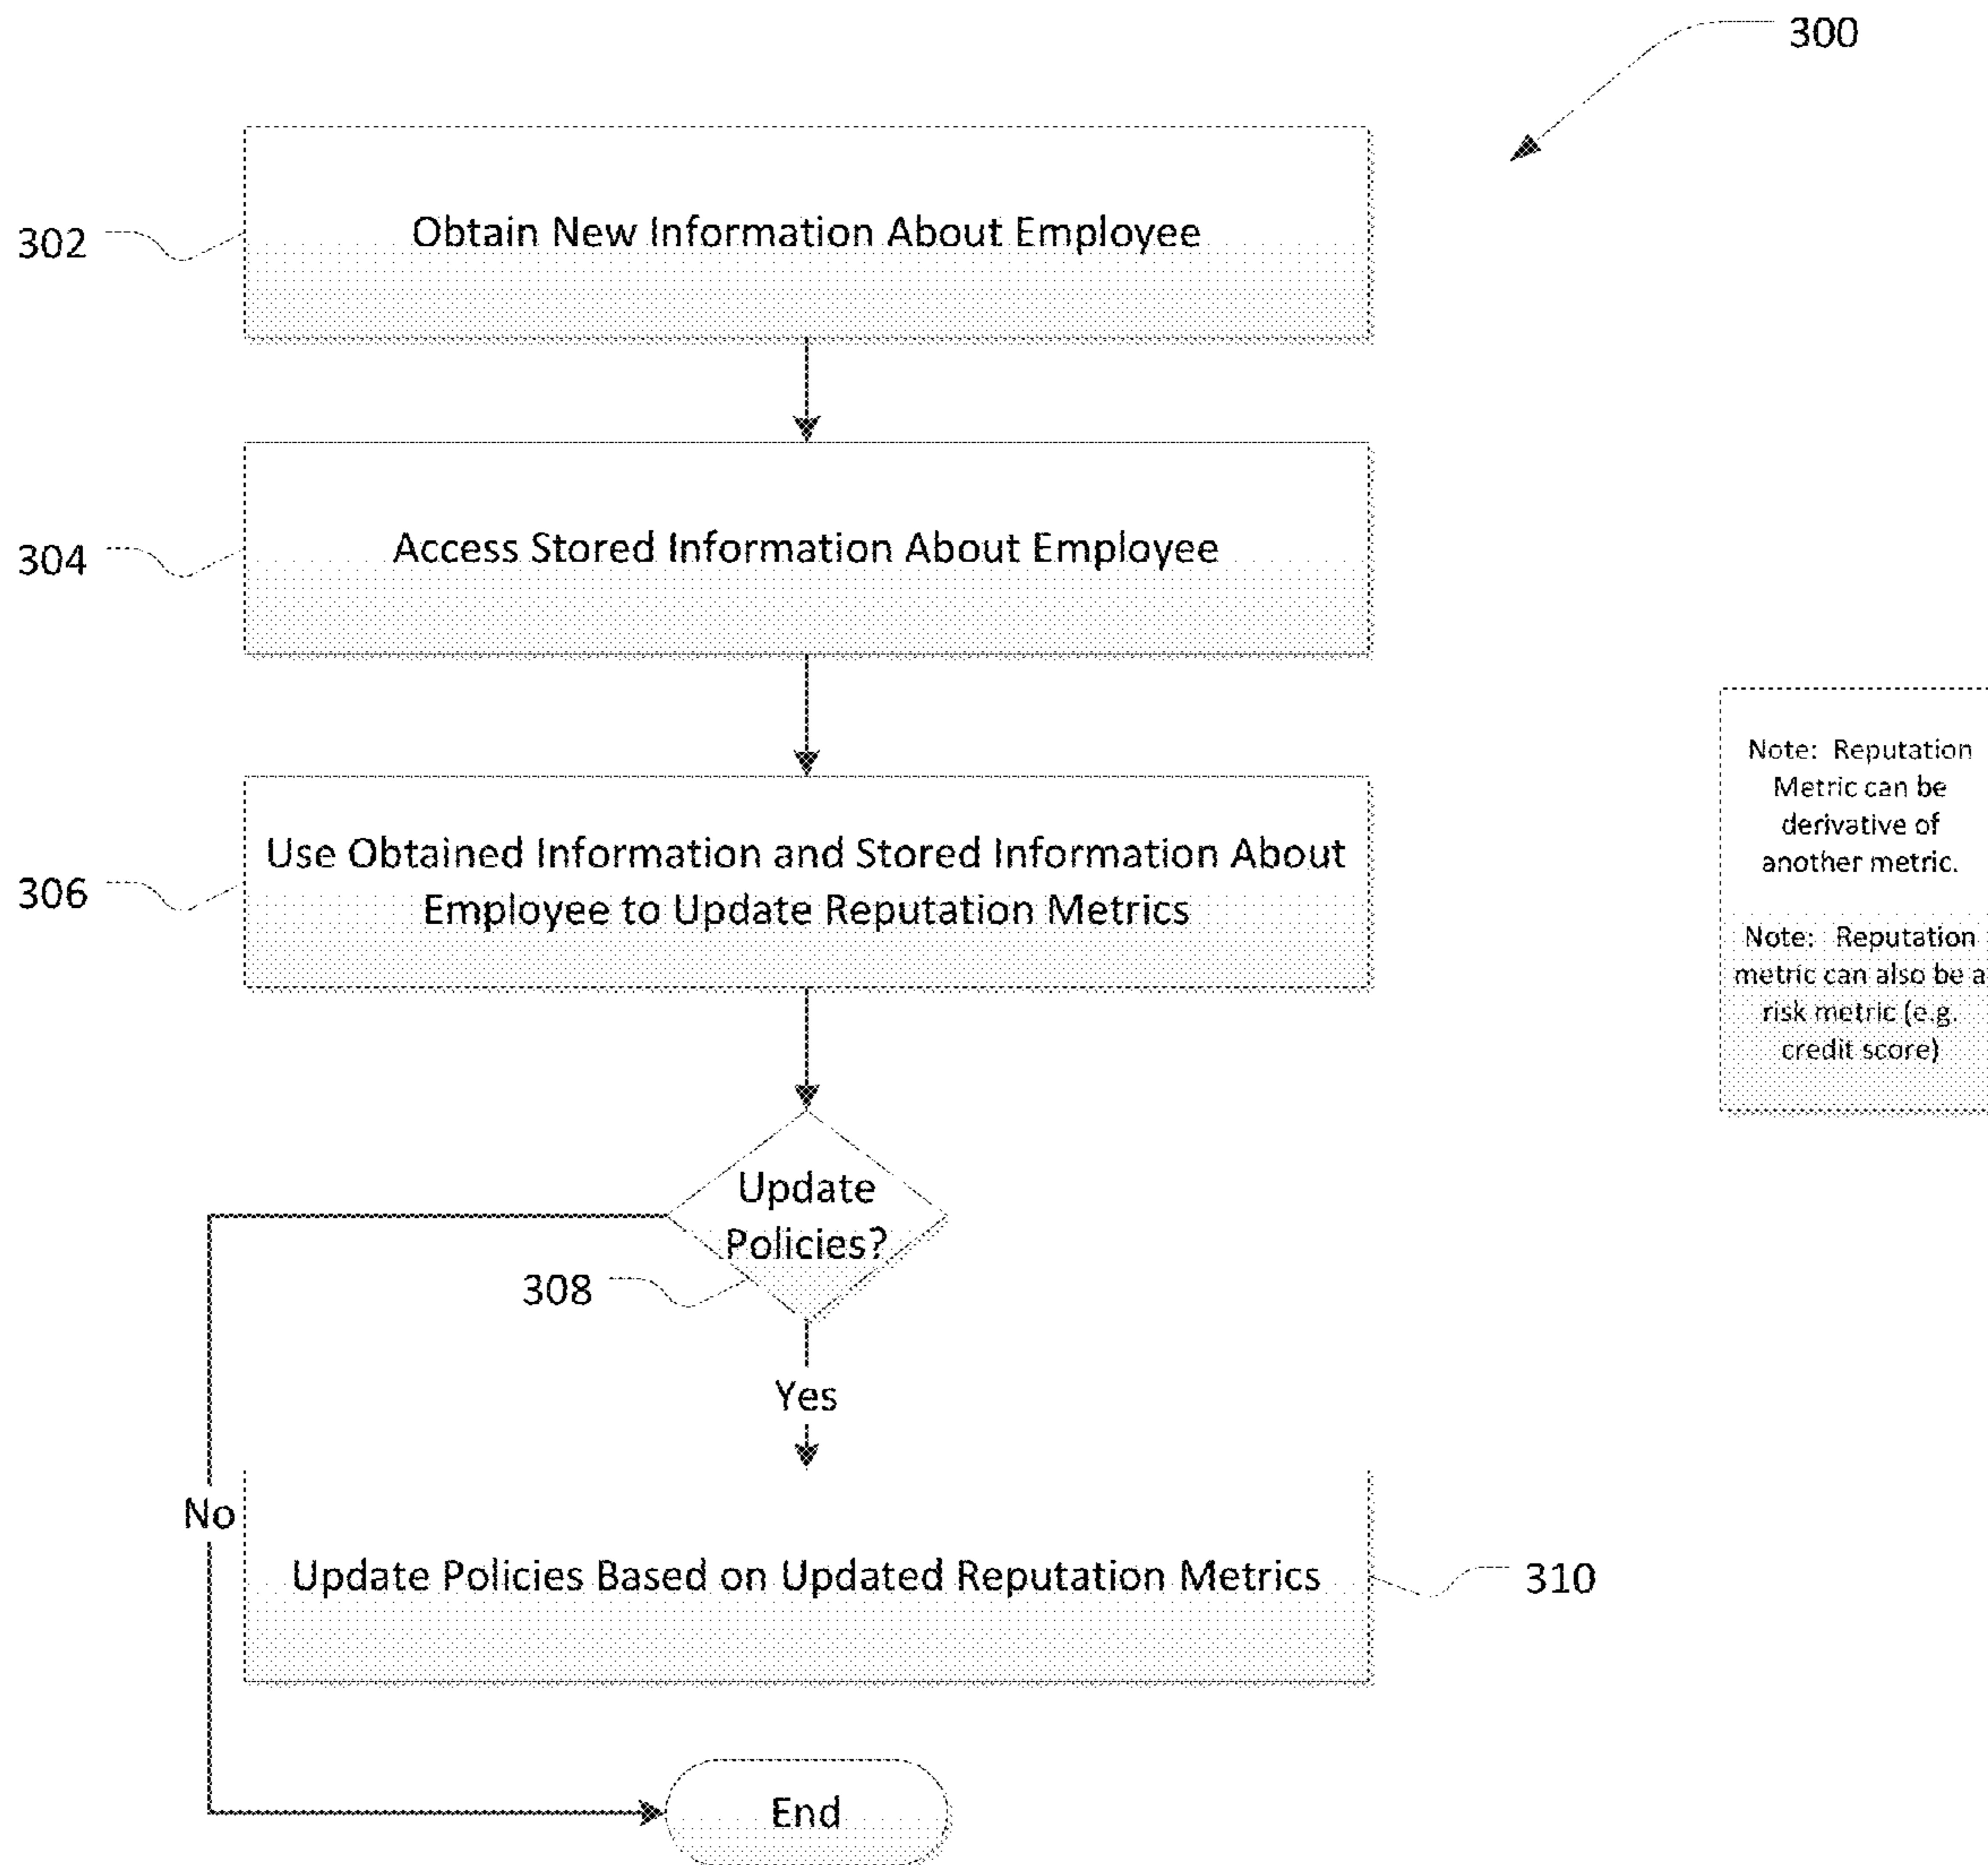 300
302
Obtain New Information About Employee
304
Access Stored Information About Employee
306
Use Obtained Information and Stored Information About
Employee to Update Reputation Metrics
Note: Reputation
Metric can be
derivative of
another metric.
Note: Reputation
metric can also be a
risk metric (e.g.
credit score)
Update
Policies?
308
Yes
No
Update Policies Based on Updated Reputation Metrics
310
End